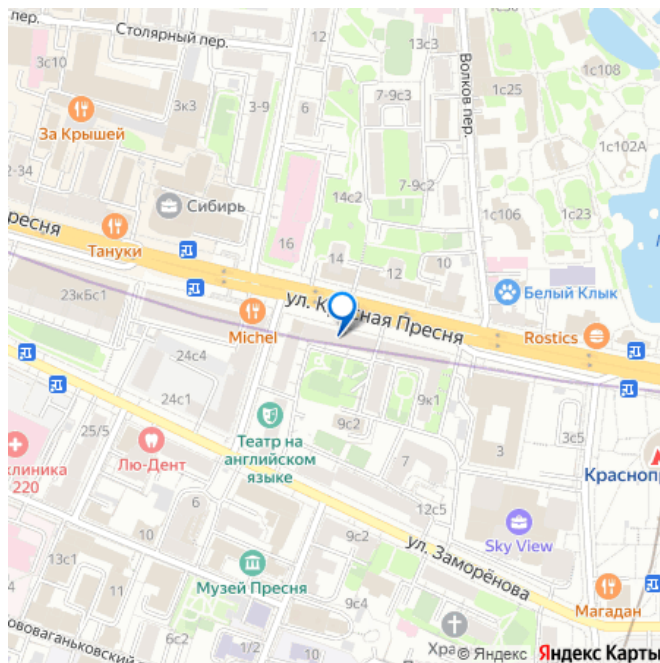 пер.
Столярный пер.
12
13с3
1с108
3с10
Волков пер.
1с25
7-9с3
3к3
3-9
6
За Крышей
1с102А
2-34
7-9с2
14с2
Сибирь
1с106
1с23
ресня
16
Тануки
14
12
10
23кБс1
ул. Красная Пресня
Белый Клык
Michel
Rostics
24с4
24с1
9к1
9с2
Театр на
английском
языке
3с5
25/5
Лю-Дент
клиника
220
7
3
Краснопр
6
12с5
10
9с2
ул. Заморёнова
Sky View
13с1
11
Музей Пресня
9с4
Магадан
нововаганьковский
6с2
1/2
10
Хра
© Яндекс
Яндекс Карты